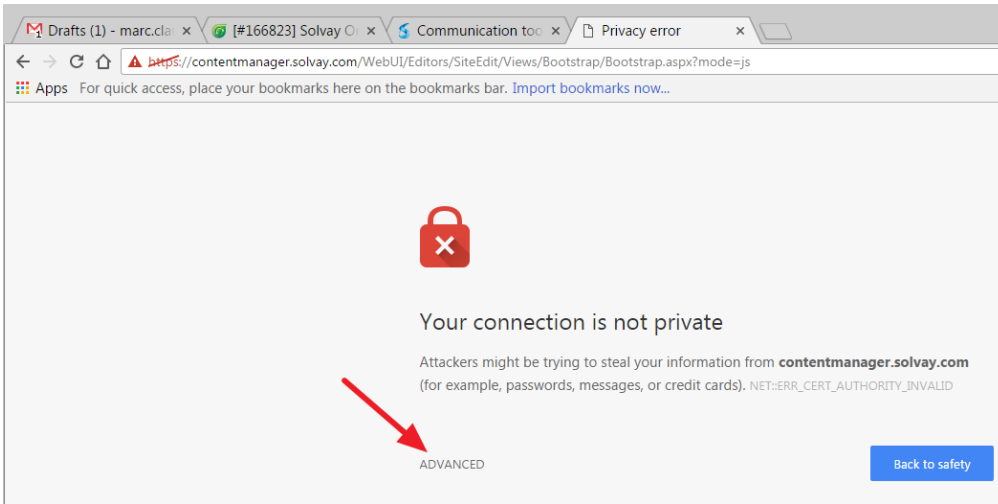 Drafts (1) - marc.cla
[#166823] Solvay O
Communication too
Privacy error
https://contentmanager.solvay.com/WebUI/Editors/SiteEdit/Views/Bootstrap/Bootstrap.aspx?mode=js
Apps For quick access, place your bookmarks here on the bookmarks bar. Import bookmarks now...
Your connection is not private
Attackers might be trying to steal your information from contentmanager.solvay.com
(for example, passwords, messages, or credit cards). NET::ERR_CERT_AUTHORITY_INVALID
ADVANCED
Back to safety